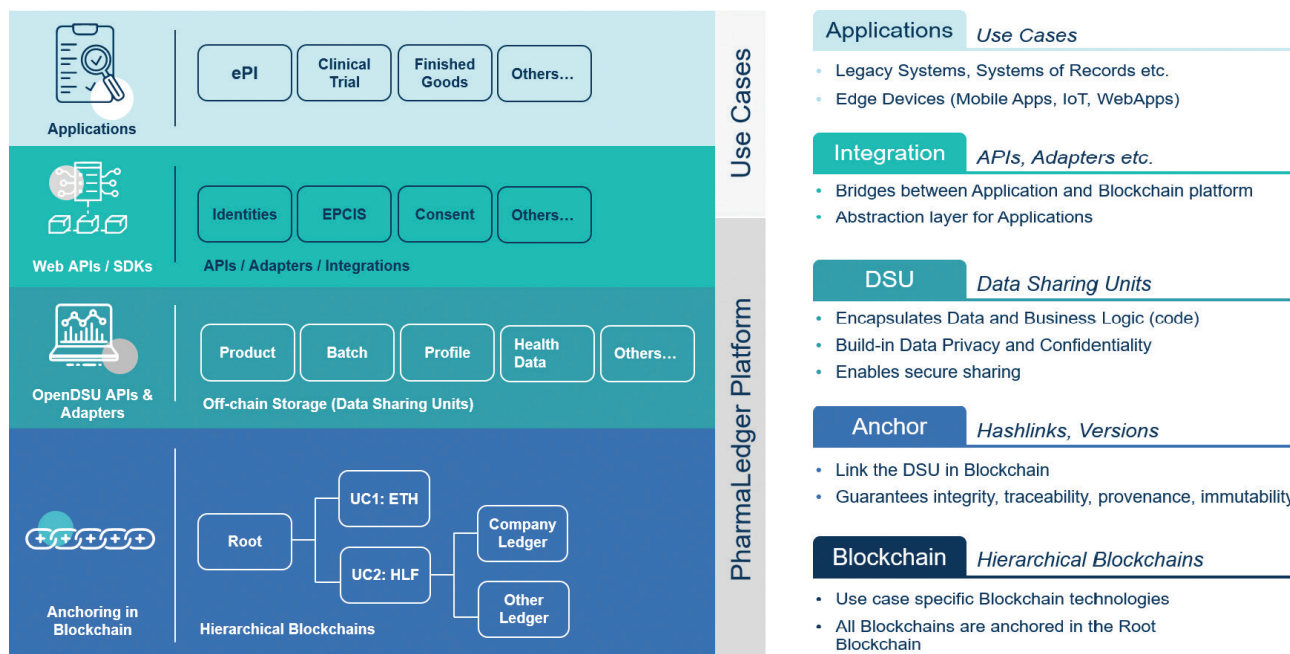 Applications
ePI
Clinical
Trial
Finished
Goods
Others…
Use Cases
Web APIs / SDKs
Identities
EPCIS
Consent
Others…
APIs / Adapters / Integrations
OpenDSU APIs &
Adapters
Product
Batch
Profile
Health
Data
Others…
Off-chain Storage (Data Sharing Units)
PharmaLedger Platform
Anchoring in
Blockchain
Root
UC1: ETH
UC2: HLF
Company
Ledger
Other
Ledger
Hierarchical Blockchains
Applications Use Cases
• Legacy Systems, Systems of Records etc.
• Edge Devices (Mobile Apps, IoT, WebApps)
Integration APIs, Adapters etc.
• Bridges between Application and Blockchain platform
• Abstraction layer for Applications
DSU Data Sharing Units
• Encapsulates Data and Business Logic (code)
• Build-in Data Privacy and Confidentiality
• Enables secure sharing
Anchor Hashlinks, Versions
• Link the DSU in Blockchain
• Guarantees integrity, traceability, provenance, immutability
Blockchain Hierarchical Blockchains
• Use case specific Blockchain technologies
• All Blockchains are anchored in the Root
Blockchain